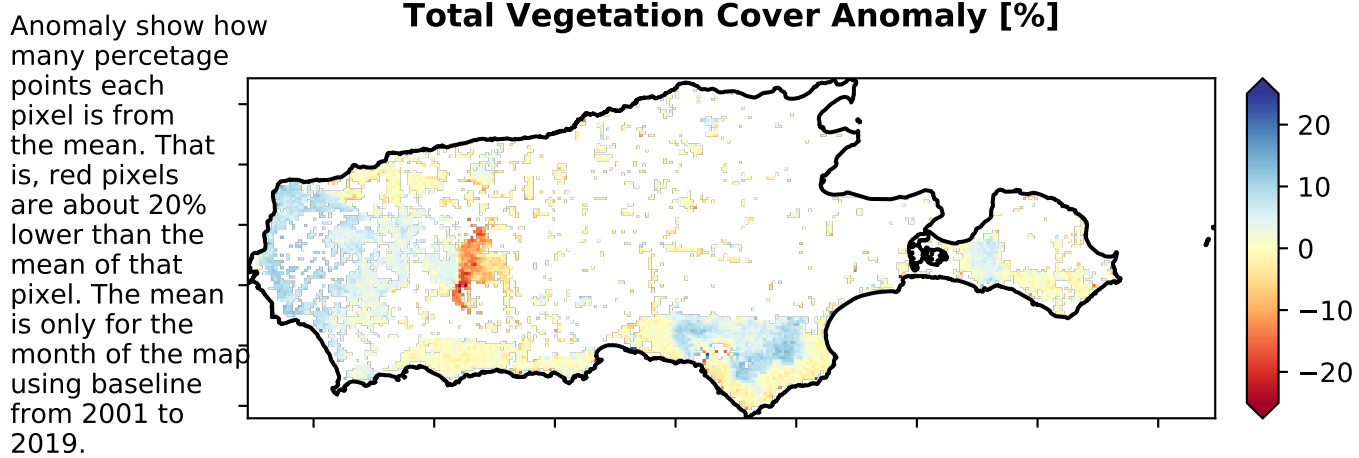 Total Vegetation Cover Anomaly [%]
Anomaly show how
many percetage
points each
pixel is from
the mean. That
is, red pixels
are about 20%
lower than the
mean of that
pixel. The mean
is only for the
month of the map
using baseline
from 2001 to
2019.
20
10
0
−10
−20